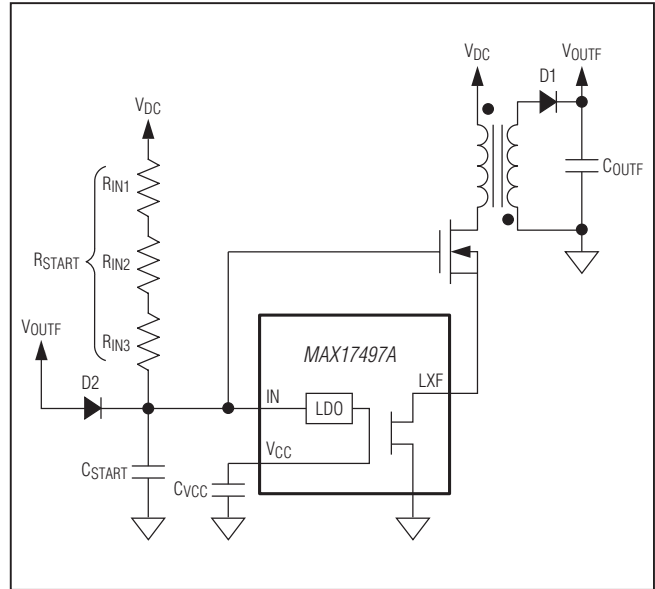 VDC
VOUTF
D1
VDC
RIN1
COUTF
RSTART
RIN2
VOUTF
RIN3
MAX17497A
D2
IN
LXF
LDO
VCC
CSTART
CVCC